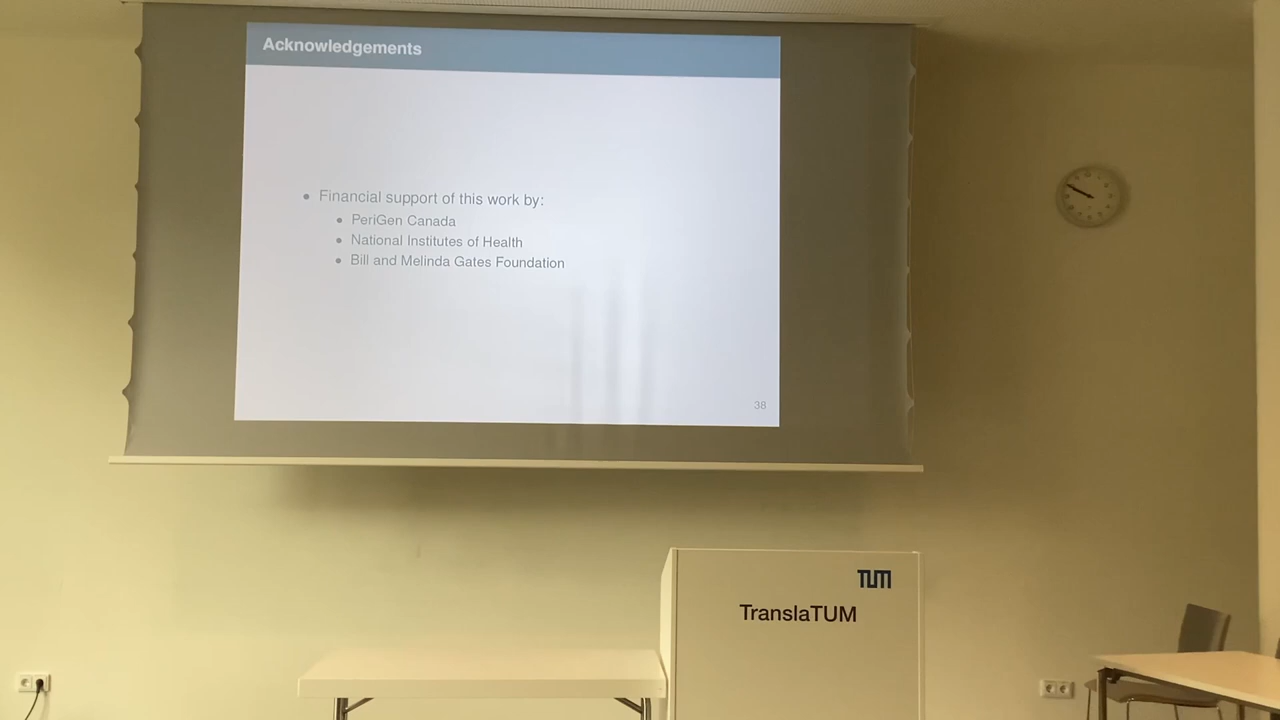 Acknowledgements
• Financial support of this work by:
• PeriGen Canada
• National Institutes of Health
• Bill and Melinda Gates Foundation
38
TUM
TranslaTUM